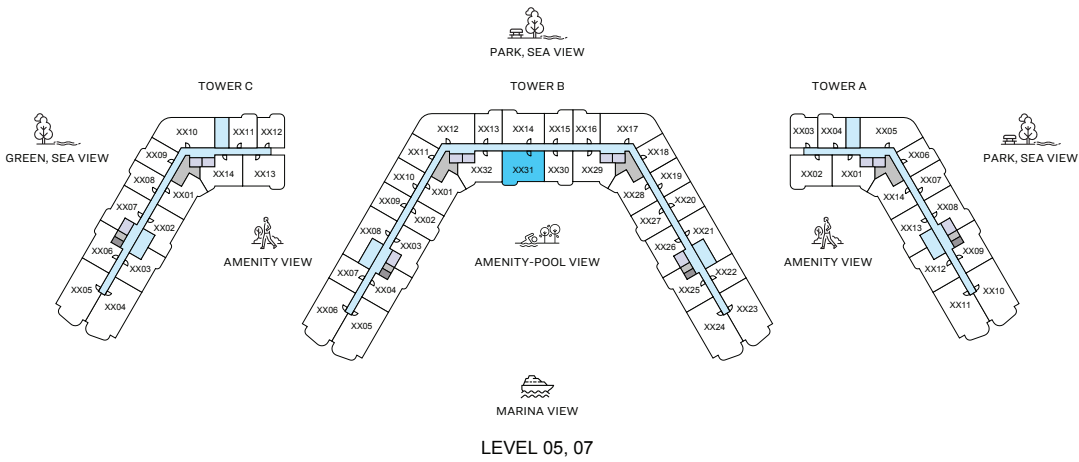 PARK, SEA VIEW
TOWER C
TOWER B
TOWER A
GREEN, SEA VIEW
PARK, SEA VIEW
XX10
XX11
XX12
XX09
XX08
XX07
XX06
XX05
XX04
XX03
XX02
XX01
XX14
XX13
XX12
XX13
XX14
XX15
XX16
XX17
XX11
XX10
XX09
XX08
XX07
XX06
XX05
XX04
XX03
XX02
XX01
XX32
XX31
XX30
XX29
XX28
XX27
XX26
XX25
XX24
XX18
XX19
XX20
XX21
XX22
XX23
XX03
XX04
XX05
XX02
XX01
XX06
XX07
XX08
XX09
XX10
XX14
XX13
XX12
XX11
AMENITY VIEW
AMENITY-POOL VIEW
AMENITY VIEW
MARINA VIEW
LEVEL 05, 07